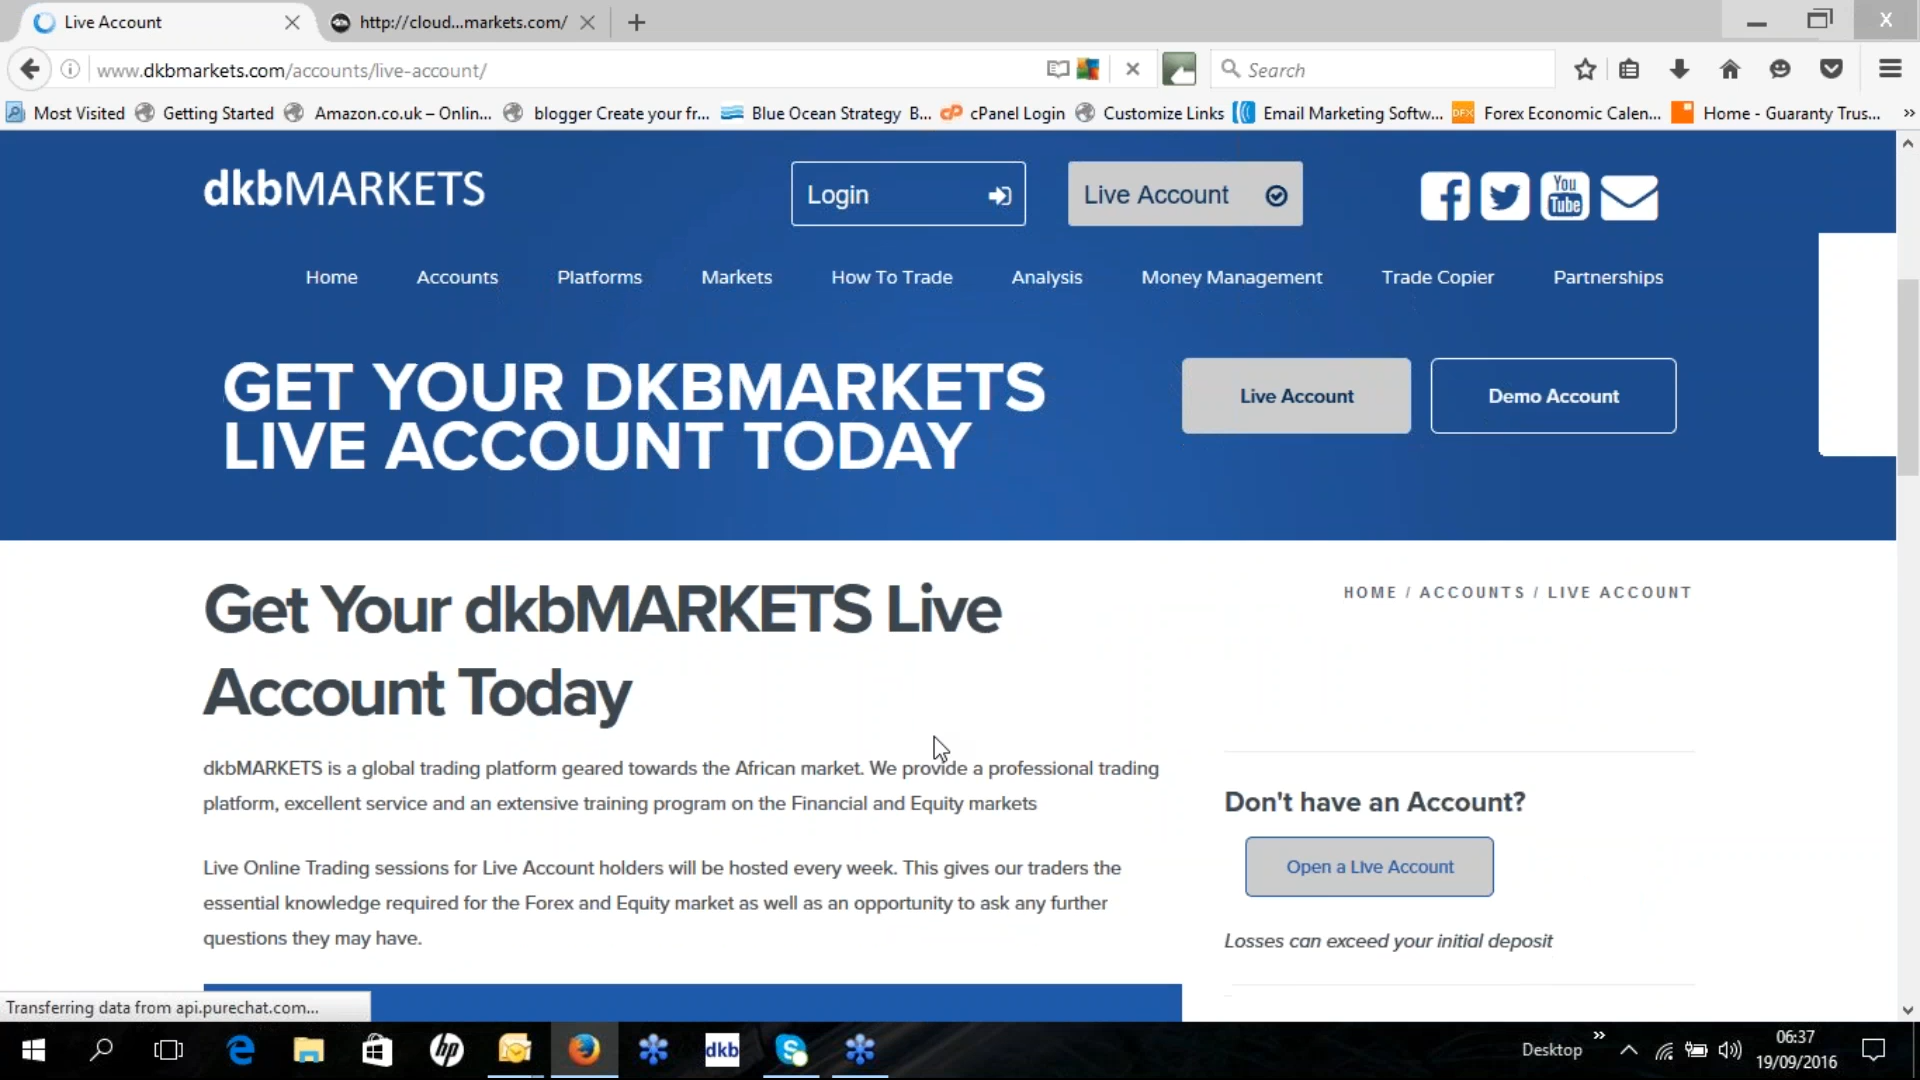 Live Account
http://cloud...markets.com/
www.dkbmarkets.com/accounts/live-account/
Search
Most Visited
Getting Started
Amazon.co.uk – Onlin...
blogger Create your fr...
Blue Ocean Strategy B...
cPanel Login
Customize Links
Email Marketing Softw...
DFX
Forex Economic Calen...
Home - Guaranty Trus...
dkbMARKETS
Login
Live Account
You Tube
Home
Accounts
Platforms
Markets
How To Trade
Analysis
Money Management
Trade Copier
Partnerships
GET YOUR DKBMARKETS
LIVE ACCOUNT TODAY
Live Account
Demo Account
Get Your dkbMARKETS Live
Account Today
HOME / ACCOUNTS / LIVE ACCOUNT
dkbMARKETS is a global trading platform geared towards the African market. We provide a professional trading
platform, excellent service and an extensive training program on the Financial and Equity markets
Live Online Trading sessions for Live Account holders will be hosted every week. This gives our traders the
essential knowledge required for the Forex and Equity market as well as an opportunity to ask any further
questions they may have.
Don't have an Account?
Open a LIve Account
Losses can exceed your initial deposit
Transferring data from api.purechat.com...
hp
dkb
Desktop
06:37
19/09/2016